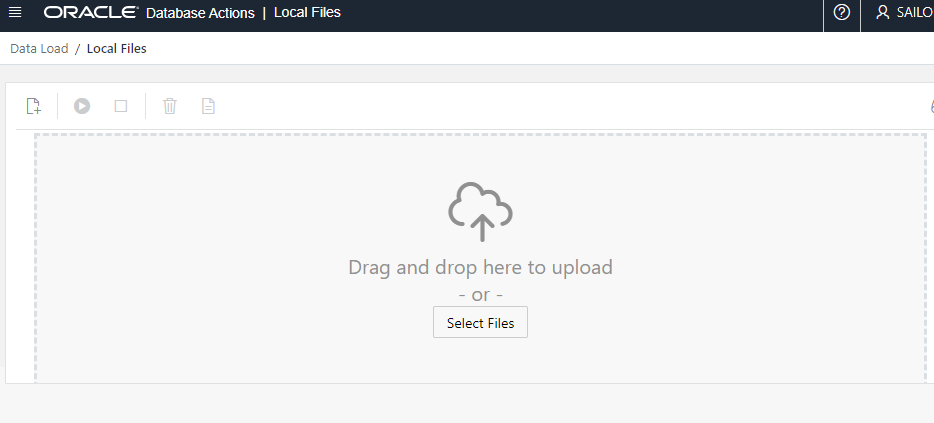 ORACLE Database Actions | Local Files SAILO
Data Load / Local Files
Drag and drop here to upload
- or -
Select Files